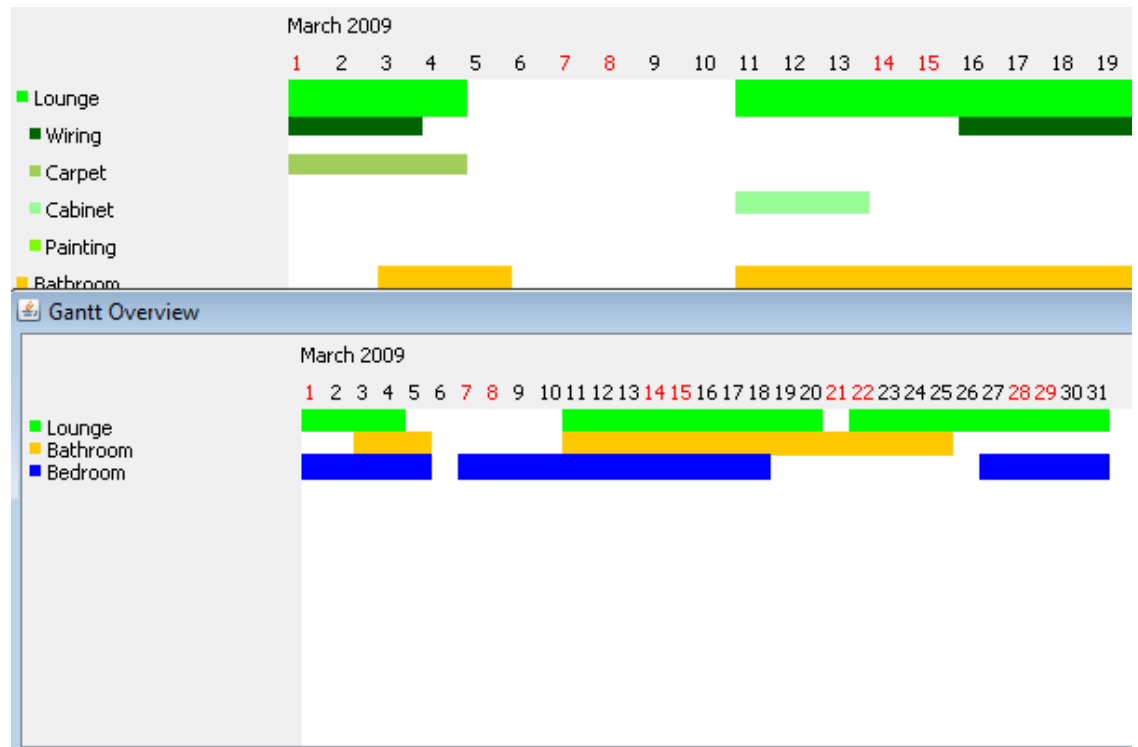 March 2009
1 2 3 4 5 6 7 8 9 10 11 12 13 14 15 16 17 18 19
Lounge
Wiring
Carpet
Cabinet
Painting
Bathroom
Gantt Overview
March 2009
1 2 3 4 5 6 7 8 9 10 11 12 13 14 15 16 17 18 19 20 21 22 23 24 25 26 27 28 29 30 31
Lounge
Bathroom
Bedroom